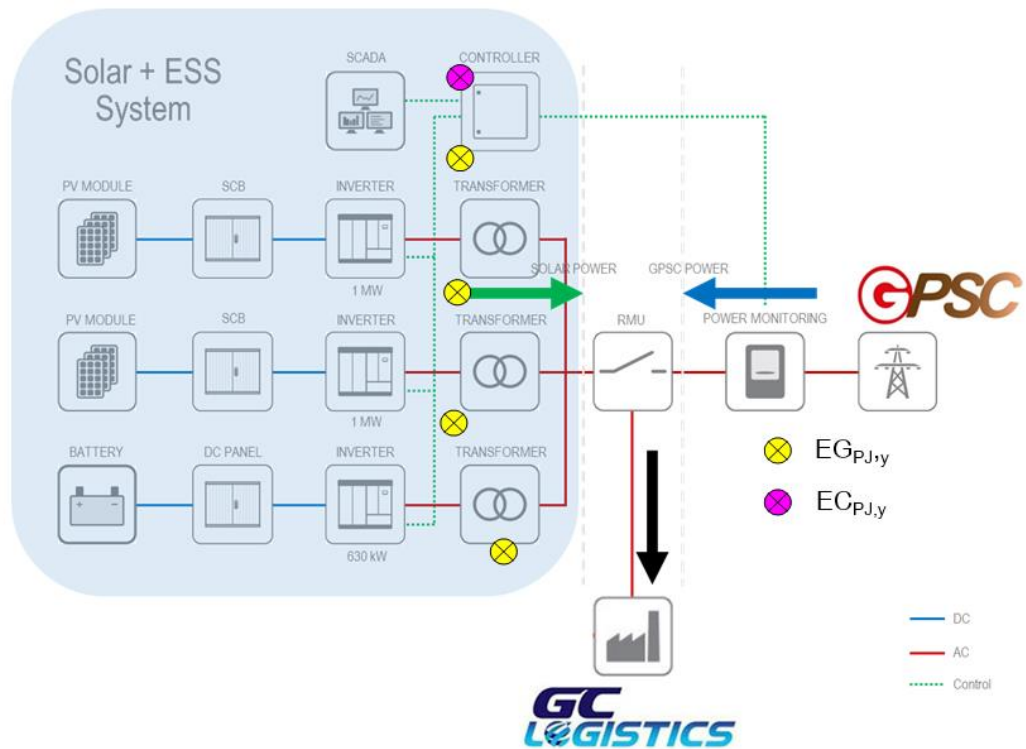 Solar + ESS
System
SCADA
CONTROLLER
PV MODULE
SCB
INVERTER
TRANSFORMER
1 MW
SOLAR POWER
GPSC POWER
GPSC
PV MODULE
SCB
INVERTER
TRANSFORMER
RMU
POWER MONITORING
1 MW
BATTERY
DC PANEL
INVERTER
TRANSFORMER
630 kW
EGPJ,y
ECPJ,y
DC
AC
Control
GC
LOGISTICS